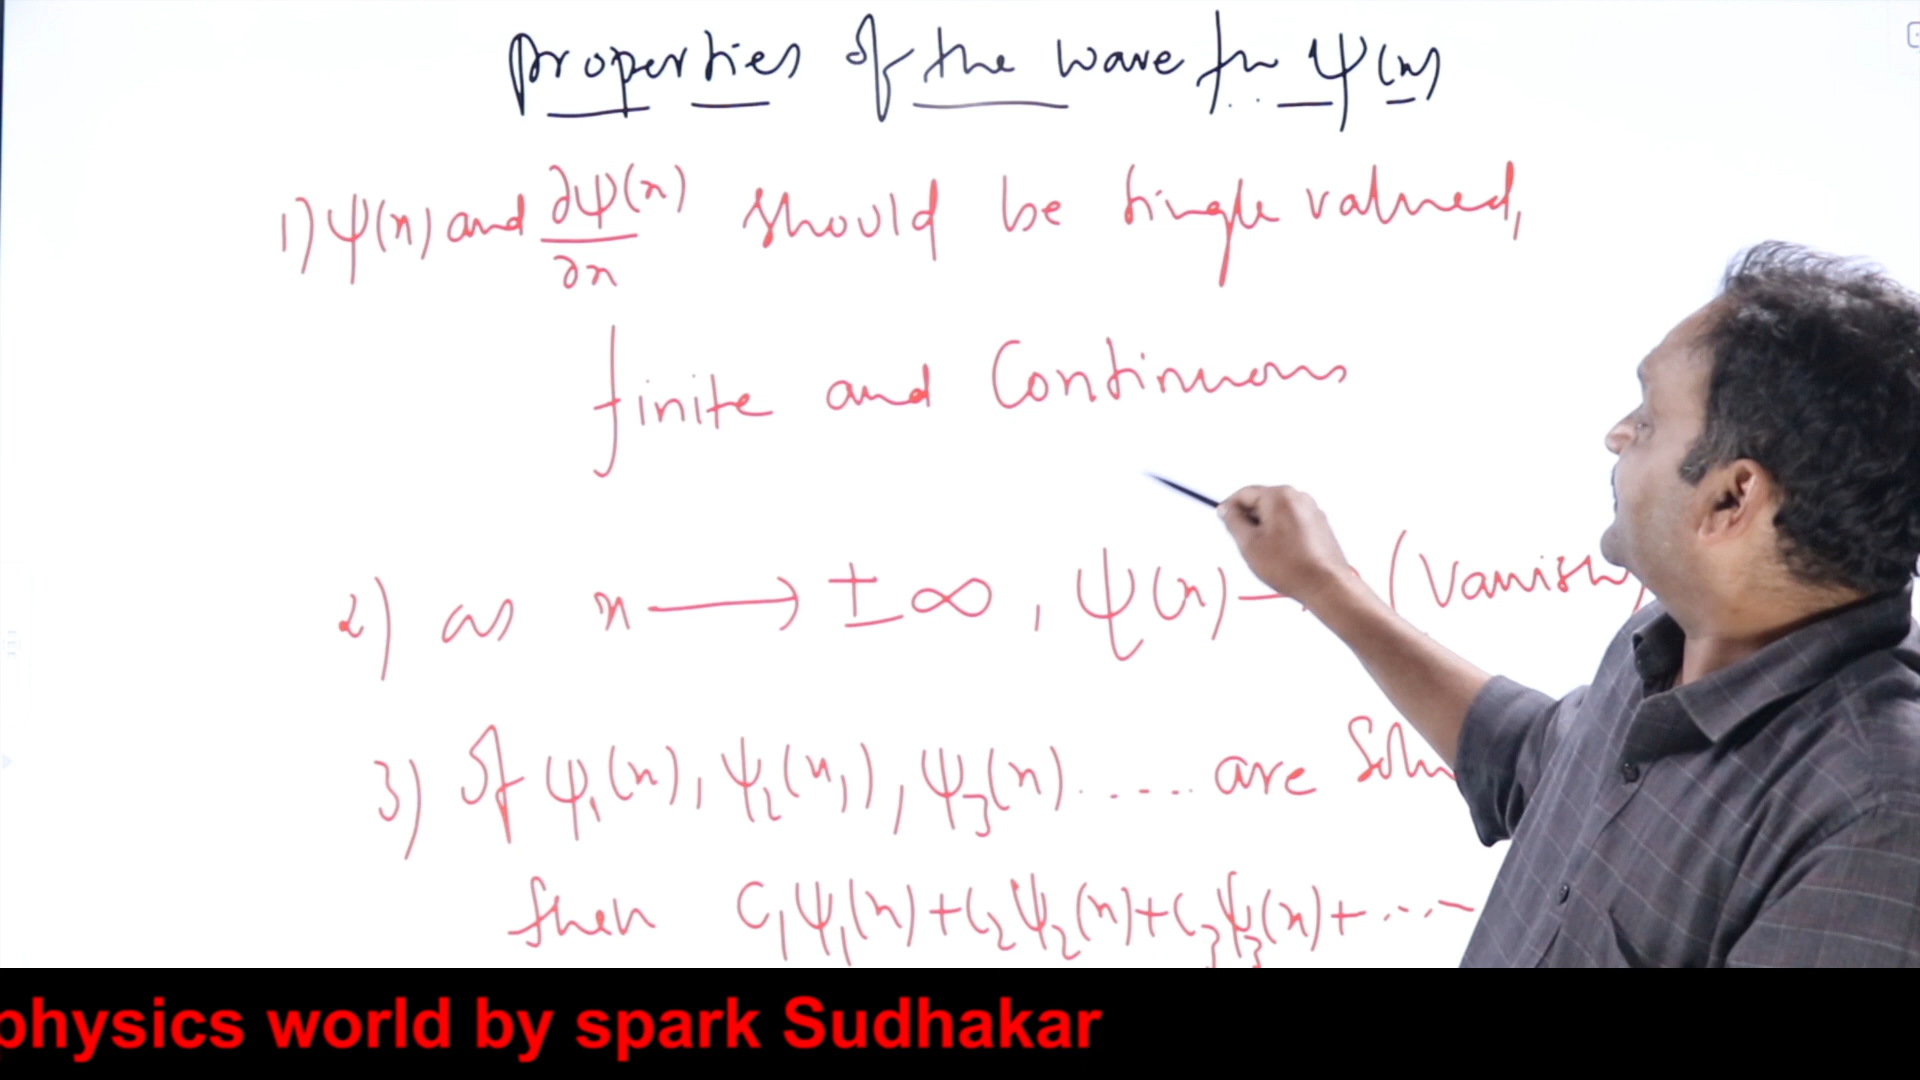 Properties of the wave fn ψ(x)
1) ψ(x) and ∂ψ(x)/∂x should be single valued,
finite and continuous
2) as x → ±∞, ψ(x) → (Vanish
3) If ψ₁(x), ψ₂(x), ψ₃(x) ..... are
then C₁ψ₁(x)+C₂ψ₂(x)+C₃ψ₃(x)+.....
physics world by spark Sudhakar